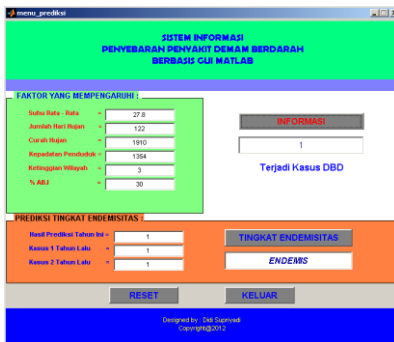 menu_prediksi
SISTEM INFORMASI
PENYEBARAN PENYAKIT DEMAM BERDARAH
BERBASIS GUI MATLAB
FAKTOR YANG MEMPENGARUHI :
Suhu Rata - Rata = 27.8
Jumlah Hari Hujan = 122
Curah Hujan = 1910
Kepadatan Penduduk = 1354
Ketinggian Wilayah = 3
% ABJ = 30
INFORMASI
1
Terjadi Kasus DBD
PREDIKSI TINGKAT ENDEMISITAS :
Hasil Prediksi Tahun Ini = 1
Kasus 1 Tahun Lalu = 1
Kasus 2 Tahun Lalu = 1
TINGKAT ENDEMISITAS
ENDEMIS
RESET
KELUAR
Designed by : Didi Supriyadi
Copyright@2012